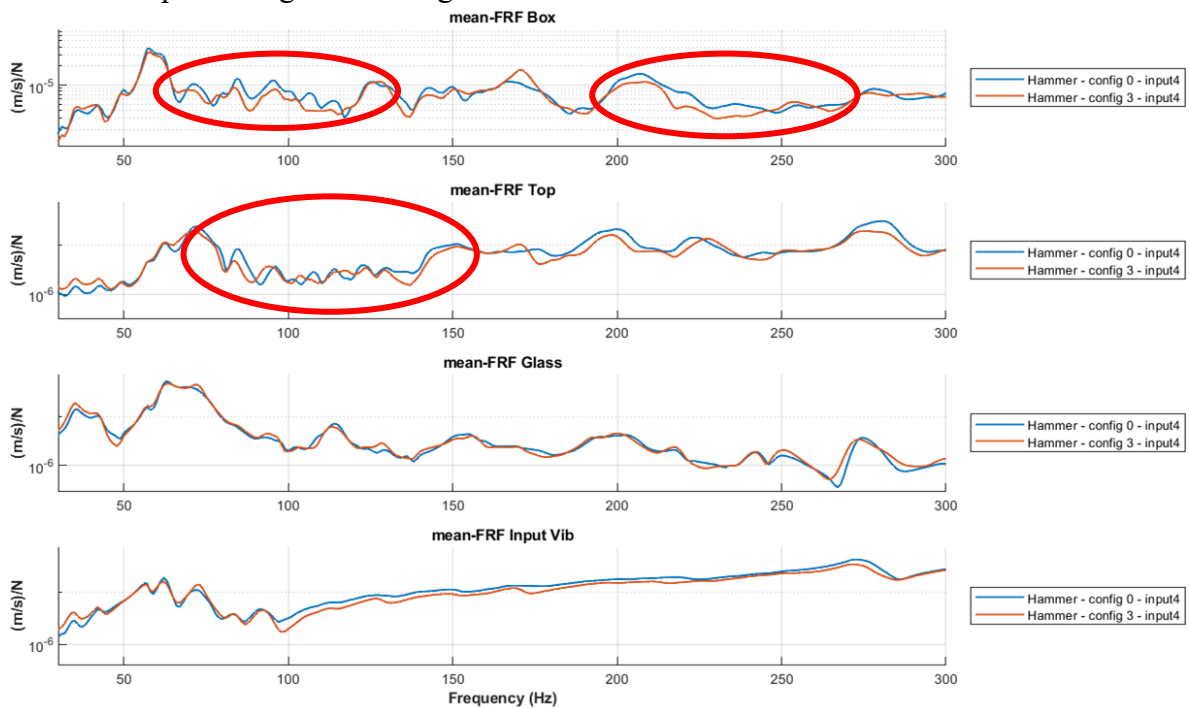 mean-FRF Box
(m/s)/N
10-5
50 100 150 200 250 300
Hammer - config 0 - input4
Hammer - config 3 - input4
mean-FRF Top
(m/s)/N
10-6
50 100 150 200 250 300
Hammer - config 0 - input4
Hammer - config 3 - input4
mean-FRF Glass
(m/s)/N
10-6
50 100 150 200 250 300
Hammer - config 0 - input4
Hammer - config 3 - input4
mean-FRF Input Vib
(m/s)/N
10-6
50 100 150 200 250 300
Frequency (Hz)
Hammer - config 0 - input4
Hammer - config 3 - input4